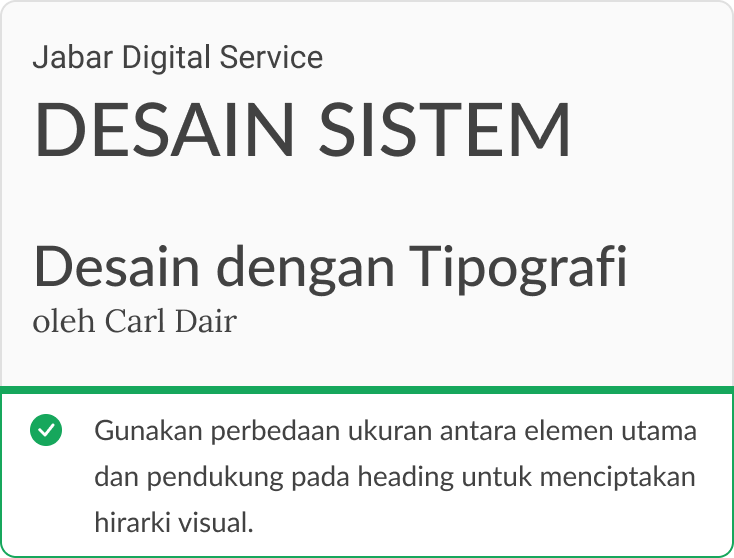 Jabar Digital Service
DESAIN SISTEM
Desain dengan Tipografi
oleh Carl Dair
Gunakan perbedaan ukuran antara elemen utama
dan pendukung pada heading untuk menciptakan
hirarki visual.